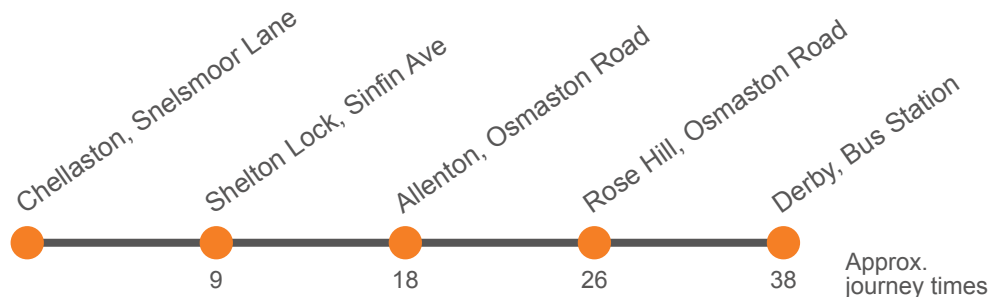 Chellaston, Snelsmoor Lane
Shelton Lock, Sinfin Ave
Allenton, Osmaston Road
Rose Hill, Osmaston Road
Derby, Bus Station
9
18
26
38
Approx.
journey times